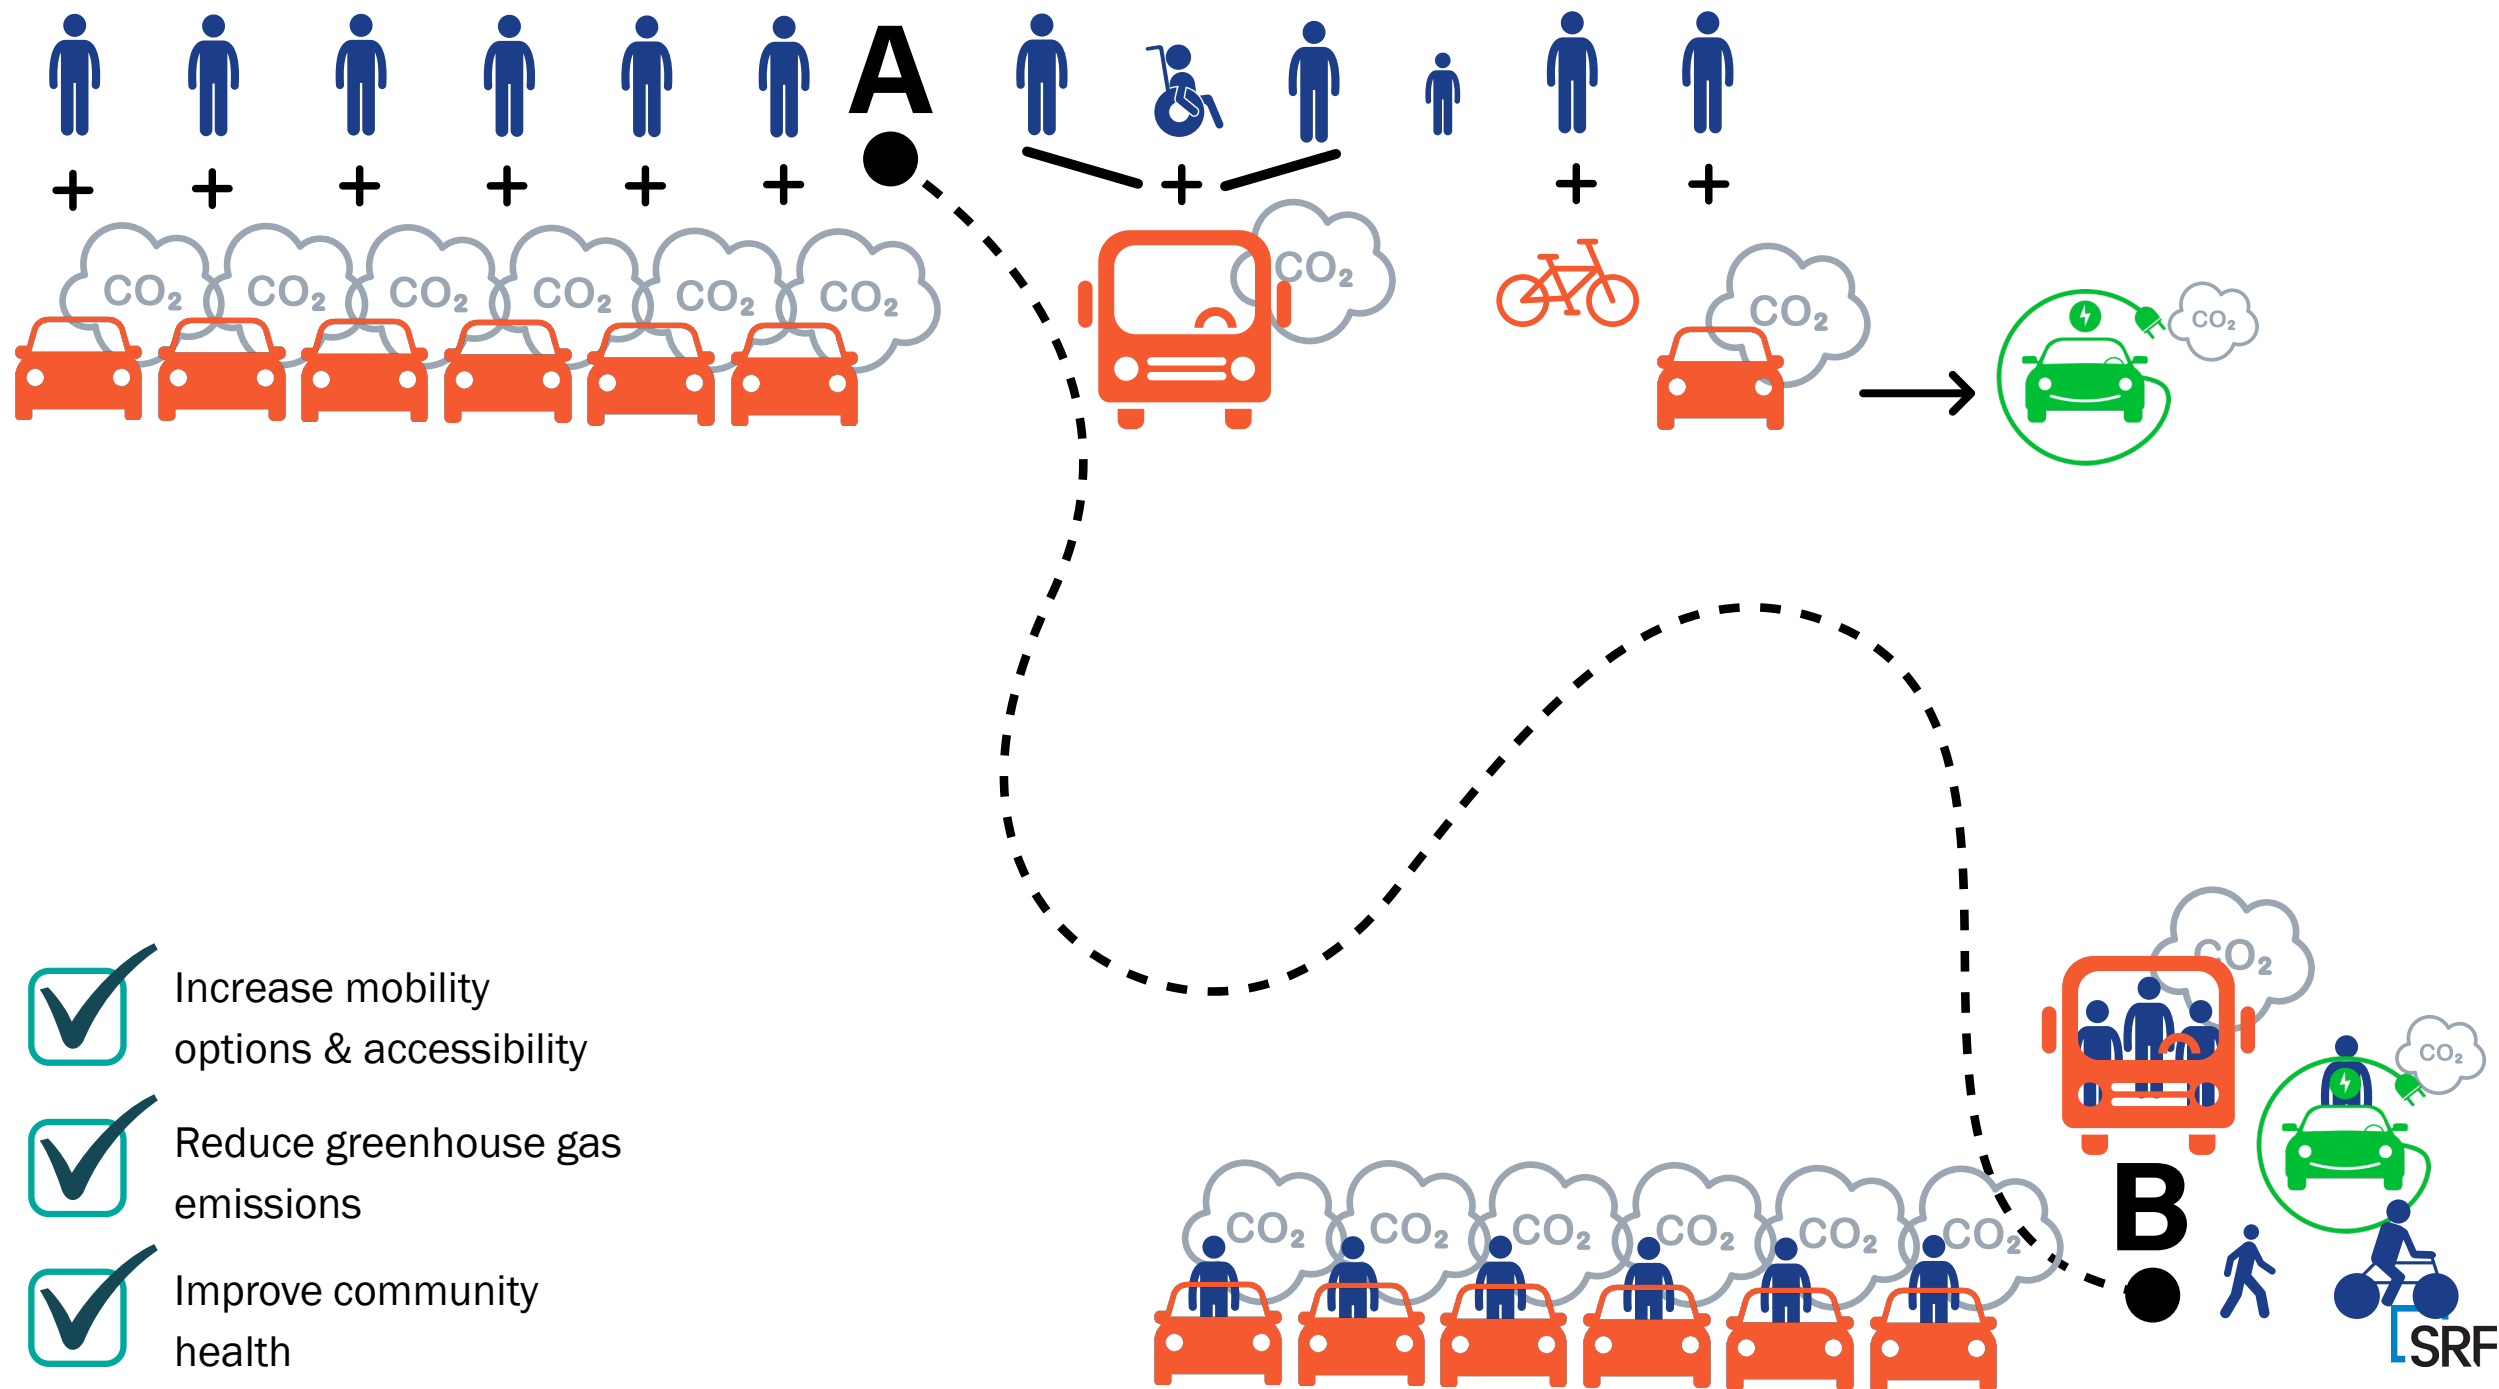 A
CO₂
CO₂
CO₂
CO₂
CO₂
CO₂
CO₂
CO₂
CO₂
Increase mobility
options & accessibility
Reduce greenhouse gas
emissions
Improve community
health
CO₂
CO₂
B
CO₂
CO₂
CO₂
CO₂
CO₂
CO₂
SRF